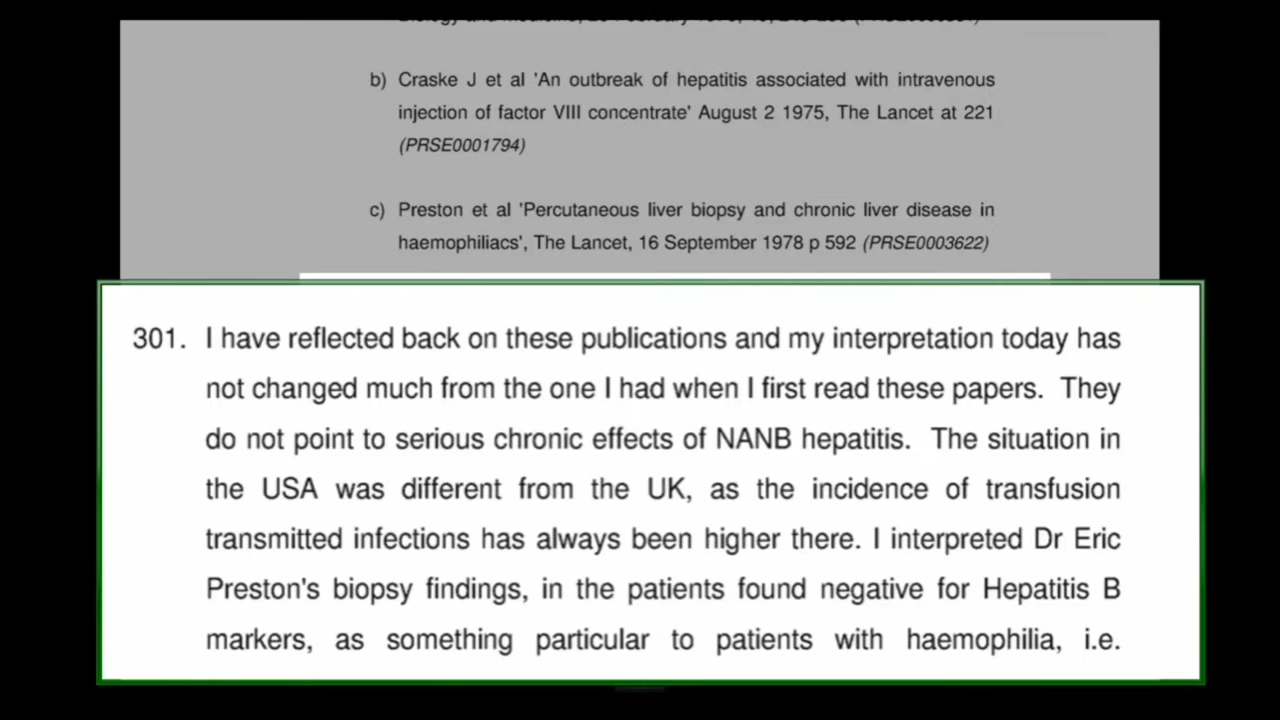 b) Craske J et al 'An outbreak of hepatitis associated with intravenous
injection of factor VIII concentrate' August 2 1975, The Lancet at 221
(PRSE0001794)
c) Preston et al 'Percutaneous liver biopsy and chronic liver disease in
haemophiliacs', The Lancet, 16 September 1978 p 592 (PRSE0003622)
301. I have reflected back on these publications and my interpretation today has
not changed much from the one I had when I first read these papers. They
do not point to serious chronic effects of NANB hepatitis. The situation in
the USA was different from the UK, as the incidence of transfusion
transmitted infections has always been higher there. I interpreted Dr Eric
Preston's biopsy findings, in the patients found negative for Hepatitis B
markers, as something particular to patients with haemophilia, i.e.